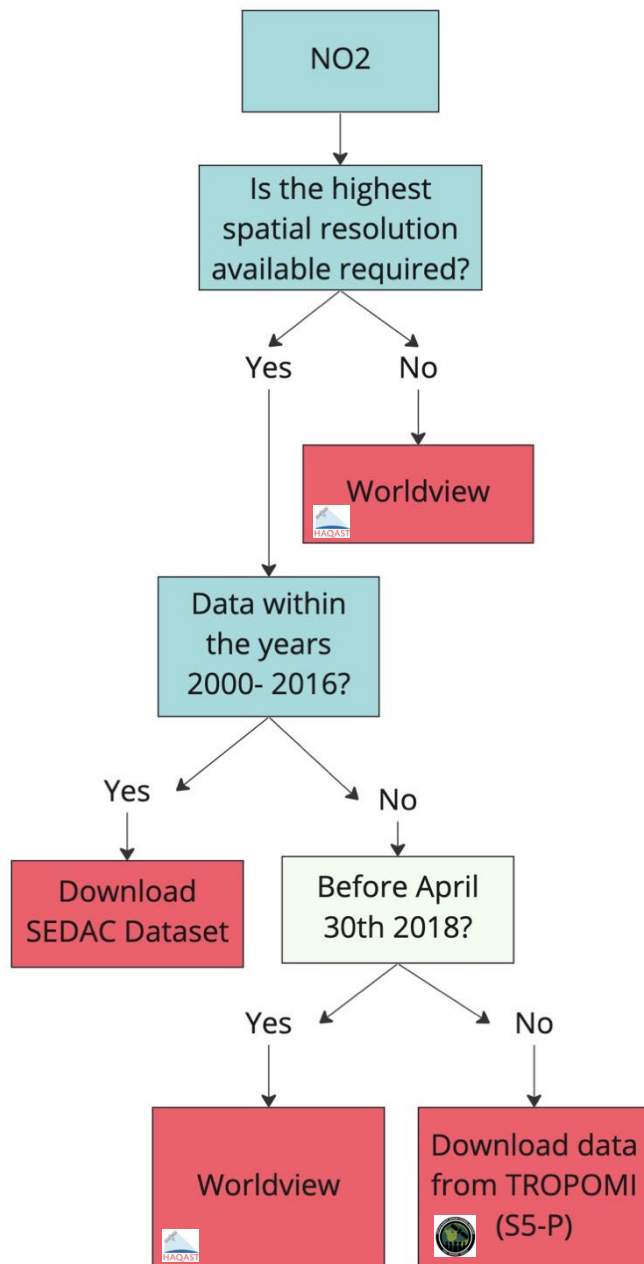 NO2
Is the highest
spatial resolution
available required?
Yes
No
Worldview
HAQAST
Data within
the years
2000- 2016?
Yes
No
Download
SEDAC Dataset
Before April
30th 2018?
Yes
No
Worldview
HAQAST
Download data
from TROPOMI
(S5-P)